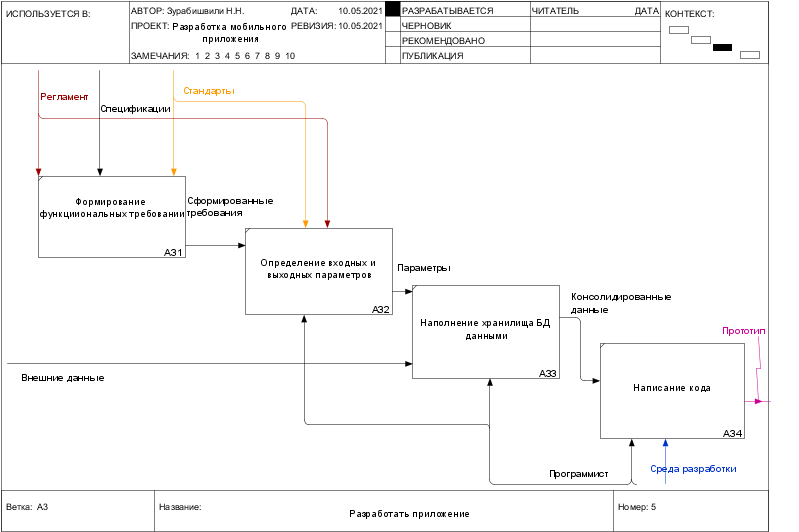 ИСПОЛЬЗУЕТСЯ В:
АВТОР: Зурабишвили Н.Н.
ДАТА: 10.05.2021
ПРОЕКТ: Разработка мобильного
приложения
РЕВИЗИЯ: 10.05.2021
ЗАМЕЧАНИЯ: 1 2 3 4 5 6 7 8 9 10
РАЗРАБАТЫВАЕТСЯ
ЧЕРНОВИК
РЕКОМЕНДОВАНО
ПУБЛИКАЦИЯ
ЧИТАТЕЛЬ
ДАТА
КОНТЕКСТ:
Регламент
Спецификации
Стандарты
Формирование
функциональных требовании
A31
Сформированные
требования
Определение входных и
выходных параметров
A32
Параметры
Наполнение хранилища БД
данными
A33
Консолидированные
данные
Прототип
Написание кода
A34
Внешние данные
Программист
Среда разработки
Ветка: A3
Название:
Разработать приложение
Номер: 5